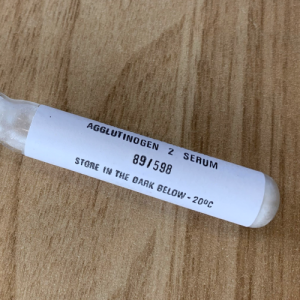 AGGLUTINOGEN 2 SERUM
89/598
STORE IN THE DARK BELOW -20ºC